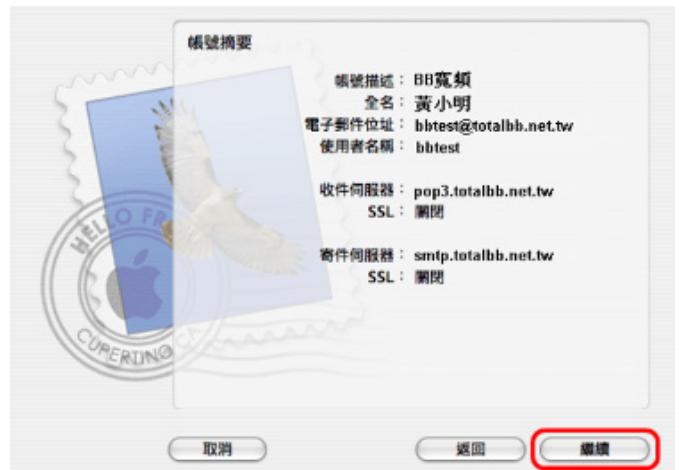 帳號摘要
帳號描述： BB寬頻
全名： 黃小明
電子郵件位址： bbtest@totalbb.net.tw
使用者名稱： bbtest
收件伺服器： pop3.totalbb.net.tw
SSL： 關閉
寄件伺服器： smtp.totalbb.net.tw
SSL： 關閉
HELLO FR
CUPERTINO CA
取消
返回
繼續